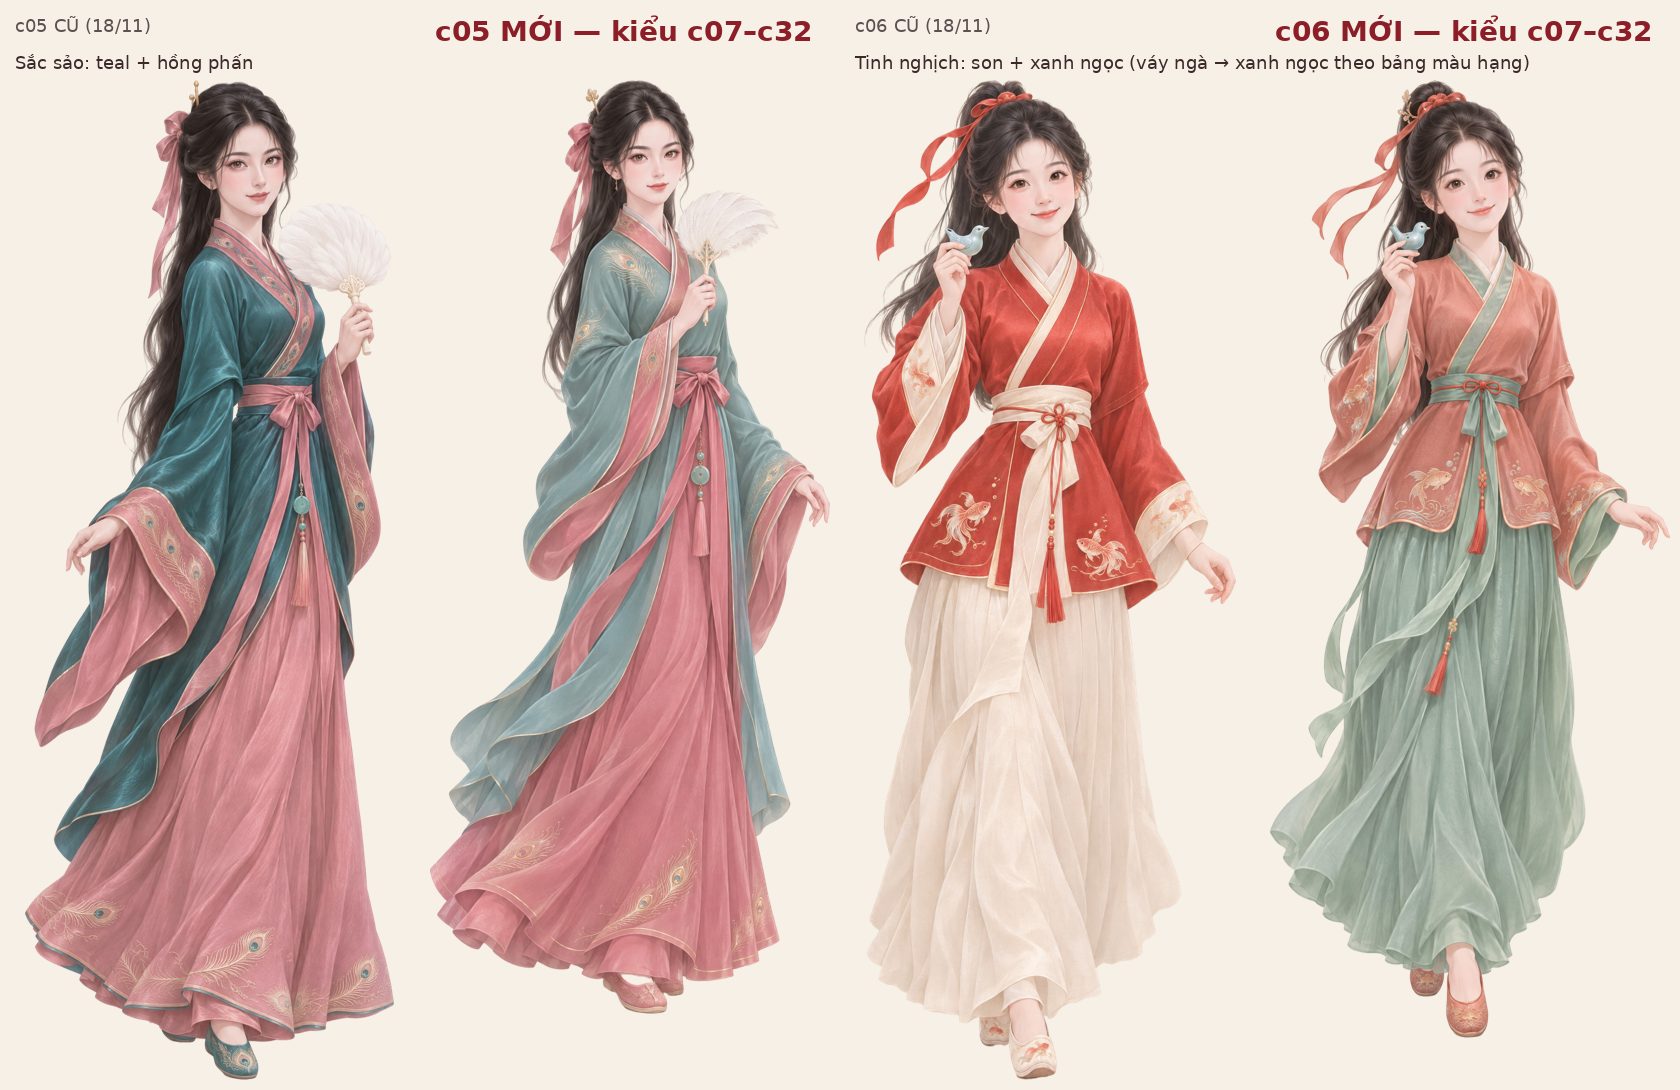 c05 CŨ (18/11)
c05 MỚI — kiểu c07–c32
Sắc sảo: teal + hồng phấn
c06 CŨ (18/11)
c06 MỚI — kiểu c07–c32
Tinh nghịch: son + xanh ngọc (váy ngà → xanh ngọc theo bảng màu hạng)